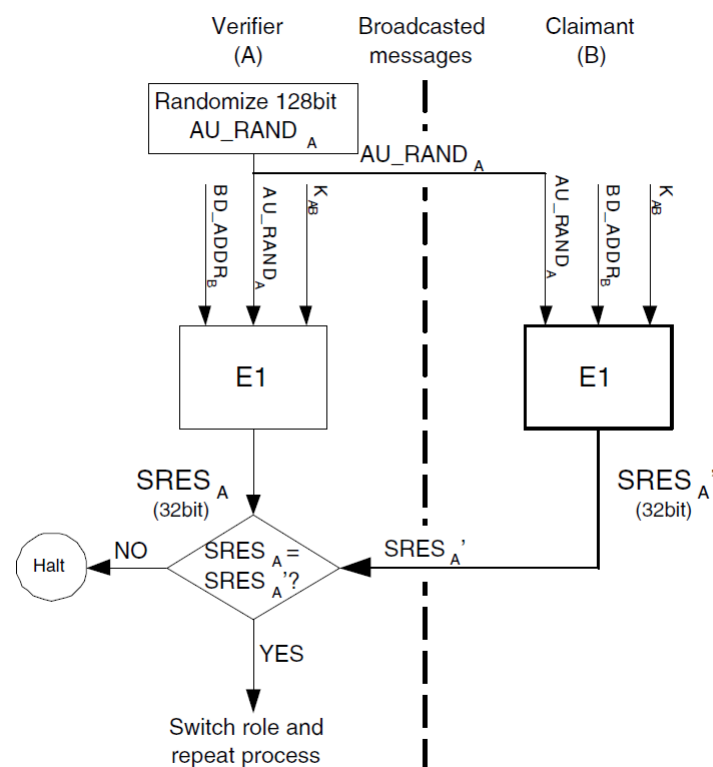 Verifier
(A)
Broadcasted
messages
Claimant
(B)
Randomize 128bit
AU_RAND A
AU_RAND A
BD_ADDR B
AU_RAND A
K AB
AU_RAND A
BD_ADDR B
K AB
E1
E1
SRES A
(32bit)
SRES A'
(32bit)
Halt
NO
SRES A =
SRES A'?
SRES A'
YES
Switch role and
repeat process